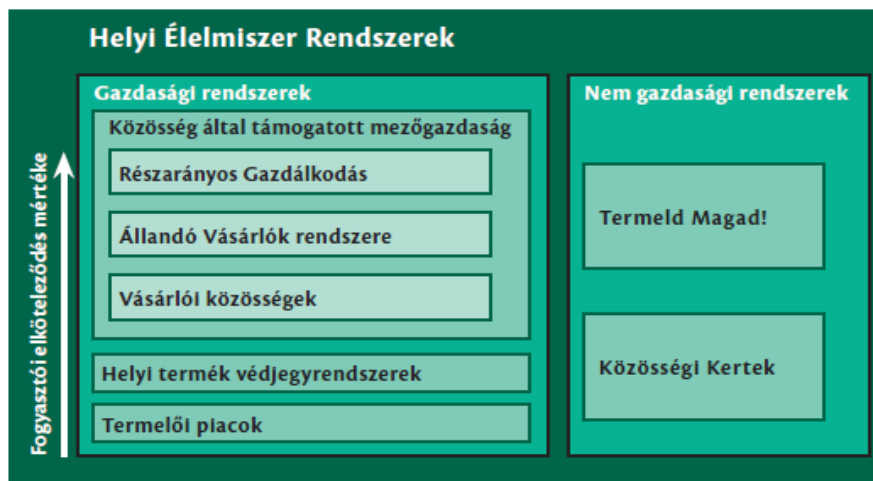 Helyi Élelmiszer Rendszerek
Fogyasztói elköteleződés mértéke
Gazdasági rendszerek
Közösség által támogatott mezőgazdaság
Részarányos Gazdálkodás
Állandó Vásárlók rendszere
Vásárlói közösségek
Helyi termék védjegyrendszerek
Termelői piacok
Nem gazdasági rendszerek
Termeld Magad!
Közösségi Kertek